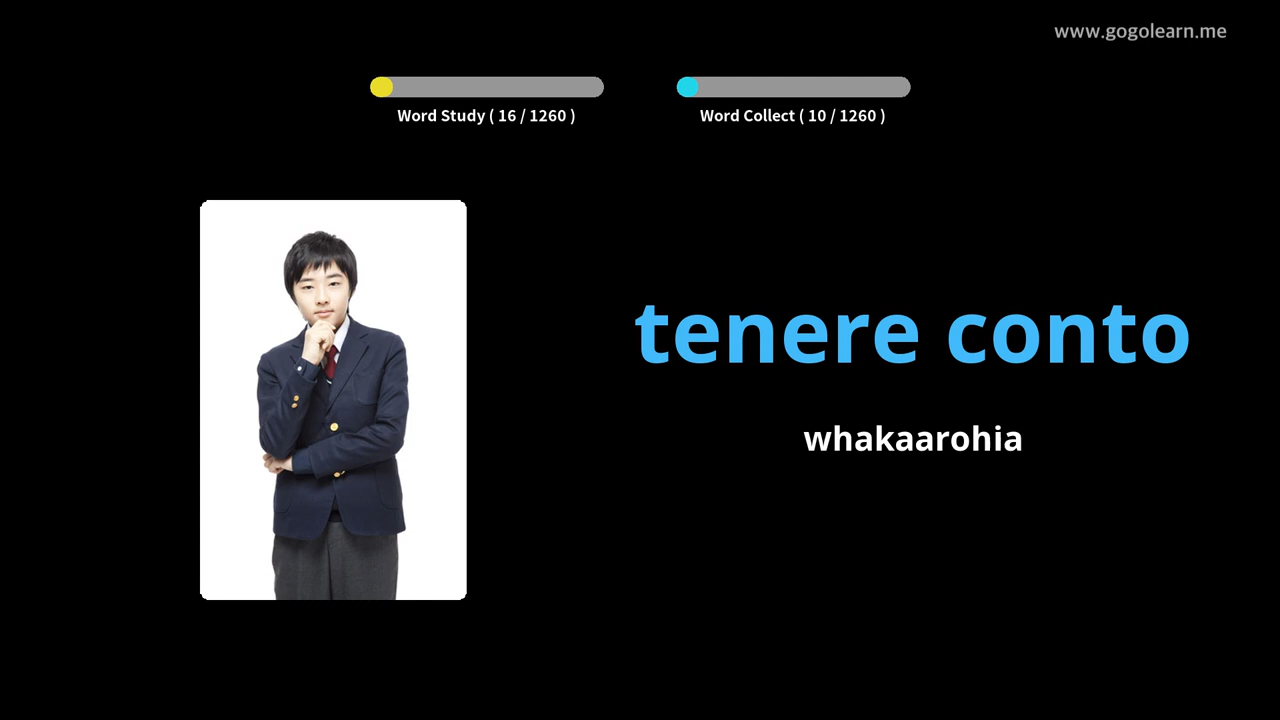 www.gogolearn.me
Word Study ( 16 / 1260 )
Word Collect ( 10 / 1260 )
tenere conto
whakaarohia